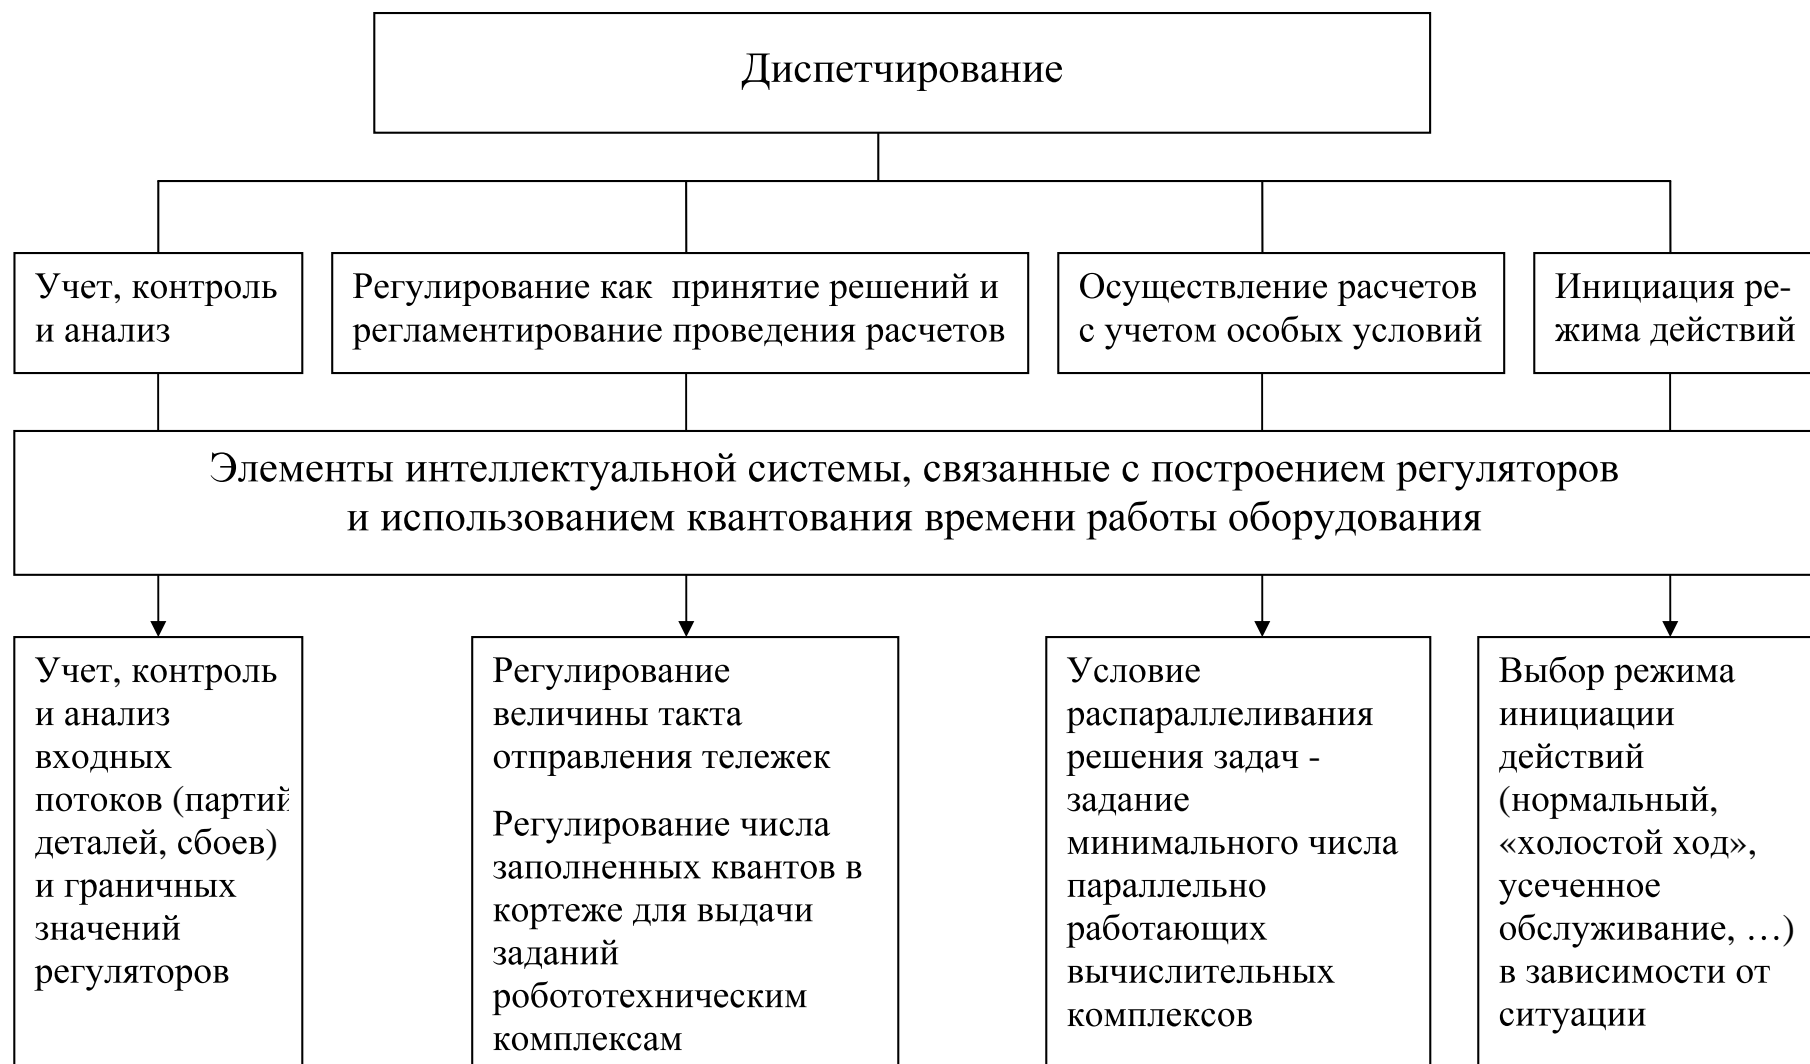 Диспетчирование
Учет, контроль
и анализ
Регулирование как  принятие решений и
регламентирование проведения расчетов
Осуществление расчетов
с учетом особых условий
Инициация ре-
жима действий
Элементы интеллектуальной системы, связанные с построением регуляторов
и использованием квантования времени работы оборудования
Учет, контроль
и анализ
входных
потоков (партий
деталей, сбоев)
и граничных
значений
регуляторов
Регулирование
величины такта
отправления тележек
Регулирование числа
заполненных квантов в
кортеже для выдачи
заданий
робототехническим
комплексам
Условие
распараллеливания
решения задач -
задание
минимального числа
параллельно
работающих
вычислительных
комплексов
Выбор режима
инициации
действий
(нормальный,
«холостой ход»,
усеченное
обслуживание, …)
в зависимости от
ситуации